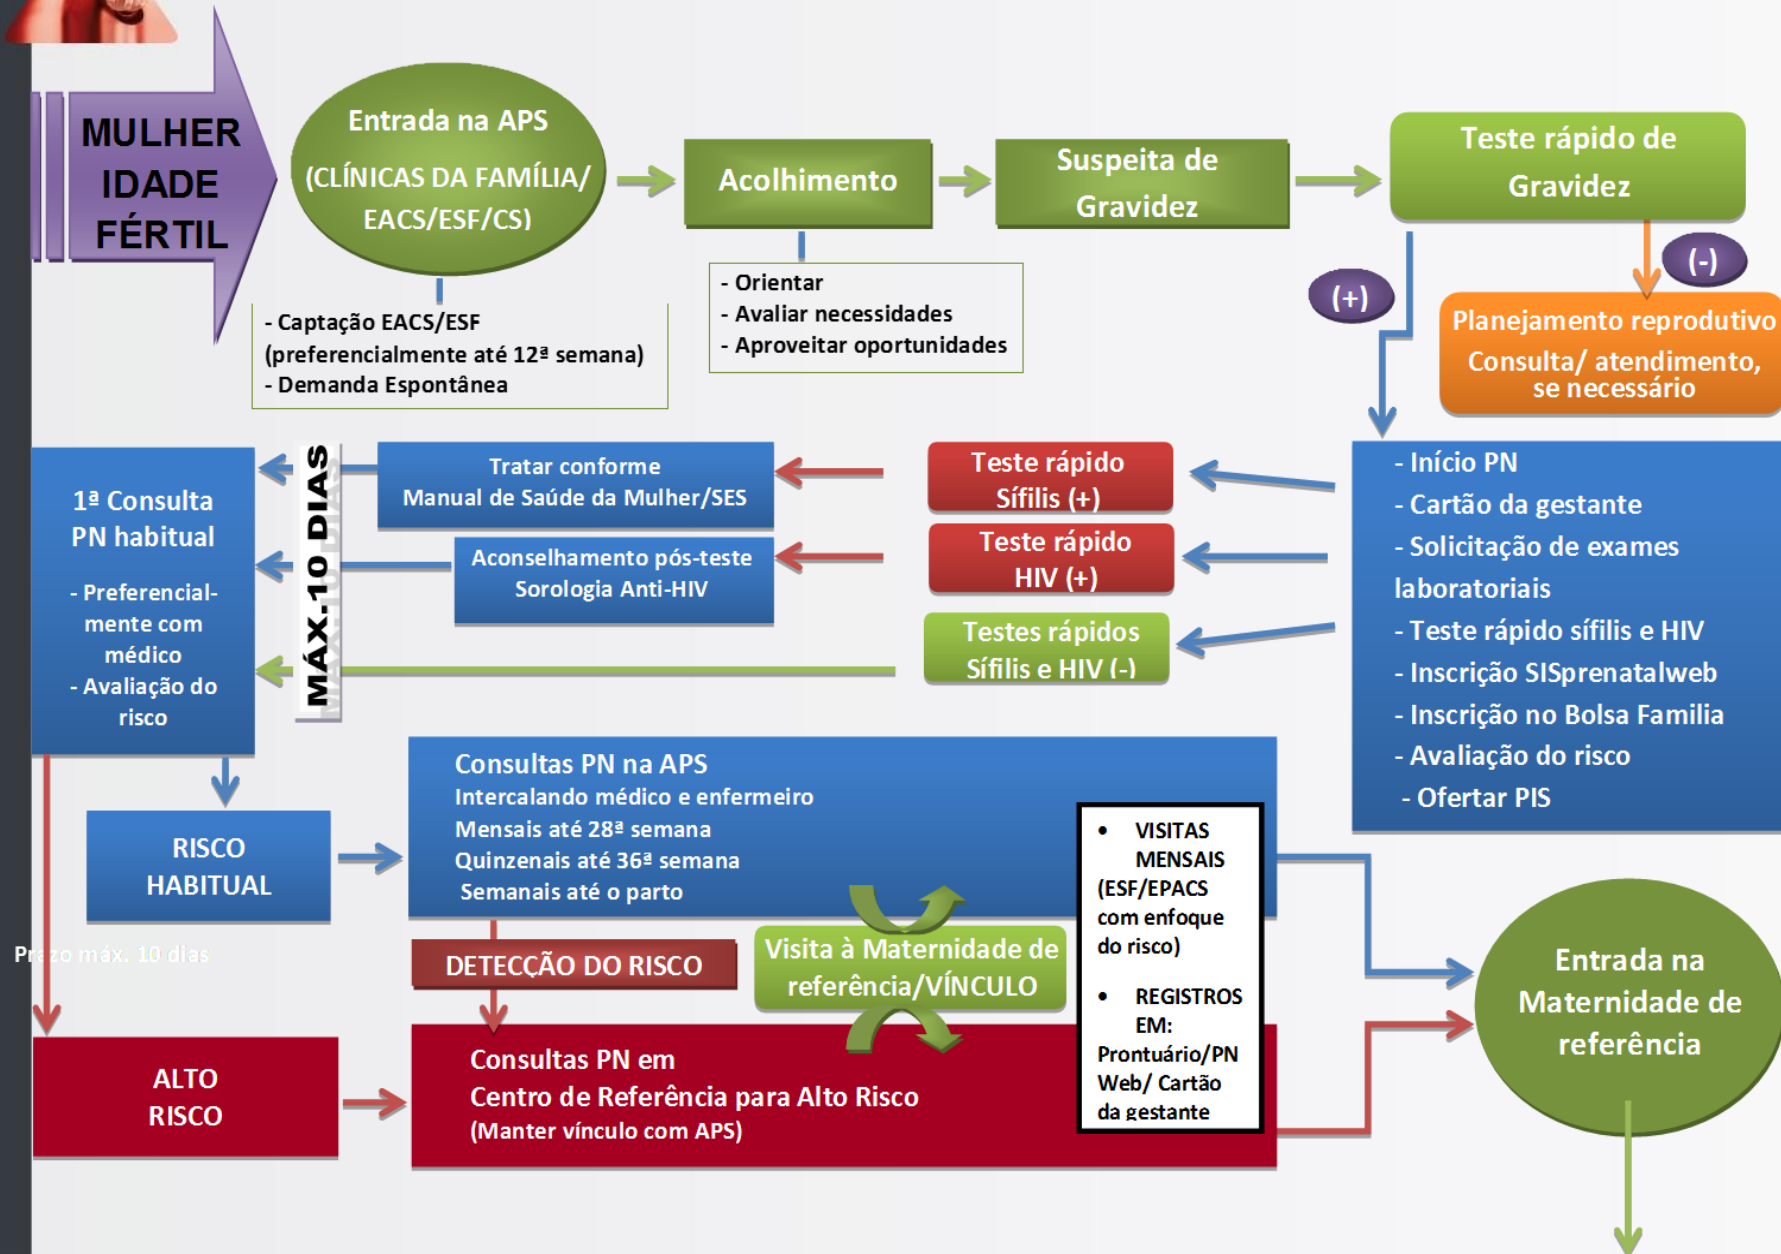 MULHER
IDADE
FÉRTIL
Entrada na APS
(CLÍNICAS DA FAMÍLIA/
EACS/ESF/CS)
Acolhimento
Suspeita de
Gravidez
Teste rápido de
Gravidez
- Captação EACS/ESF
(preferencialmente até 12ª semana)
- Demanda Espontânea
- Orientar
- Avaliar necessidades
- Aproveitar oportunidades
(+)
(-)
Planejamento reprodutivo
Consulta/ atendimento,
se necessário
- Início PN
- Cartão da gestante
- Solicitação de exames
laboratoriais
- Teste rápido sífilis e HIV
- Inscrição SISprenatalweb
- Inscrição no Bolsa Familia
- Avaliação do risco
- Ofertar PIS
Teste rápido
Sífilis (+)
Teste rápido
HIV (+)
Testes rápidos
Sífilis e HIV (-)
Tratar conforme
Manual de Saúde da Mulher/SES
Aconselhamento pós-teste
Sorologia Anti-HIV
MÁX.10 DIAS
1ª Consulta
PN habitual
- Preferencial-
mente com
médico
- Avaliação do
risco
RISCO
HABITUAL
Consultas PN na APS
Intercalando médico e enfermeiro
Mensais até 28ª semana
Quinzenais até 36ª semana
Semanais até o parto
• VISITAS
MENSAIS
(ESF/EPACS
com enfoque
do risco)
• REGISTROS
EM:
Prontuário/PN
Web/ Cartão
da gestante
Prazo máx. 10 dias
DETECÇÃO DO RISCO
Visita à Maternidade de
referência/VÍNCULO
ALTO
RISCO
Consultas PN em
Centro de Referência para Alto Risco
(Manter vínculo com APS)
Entrada na
Maternidade de
referência